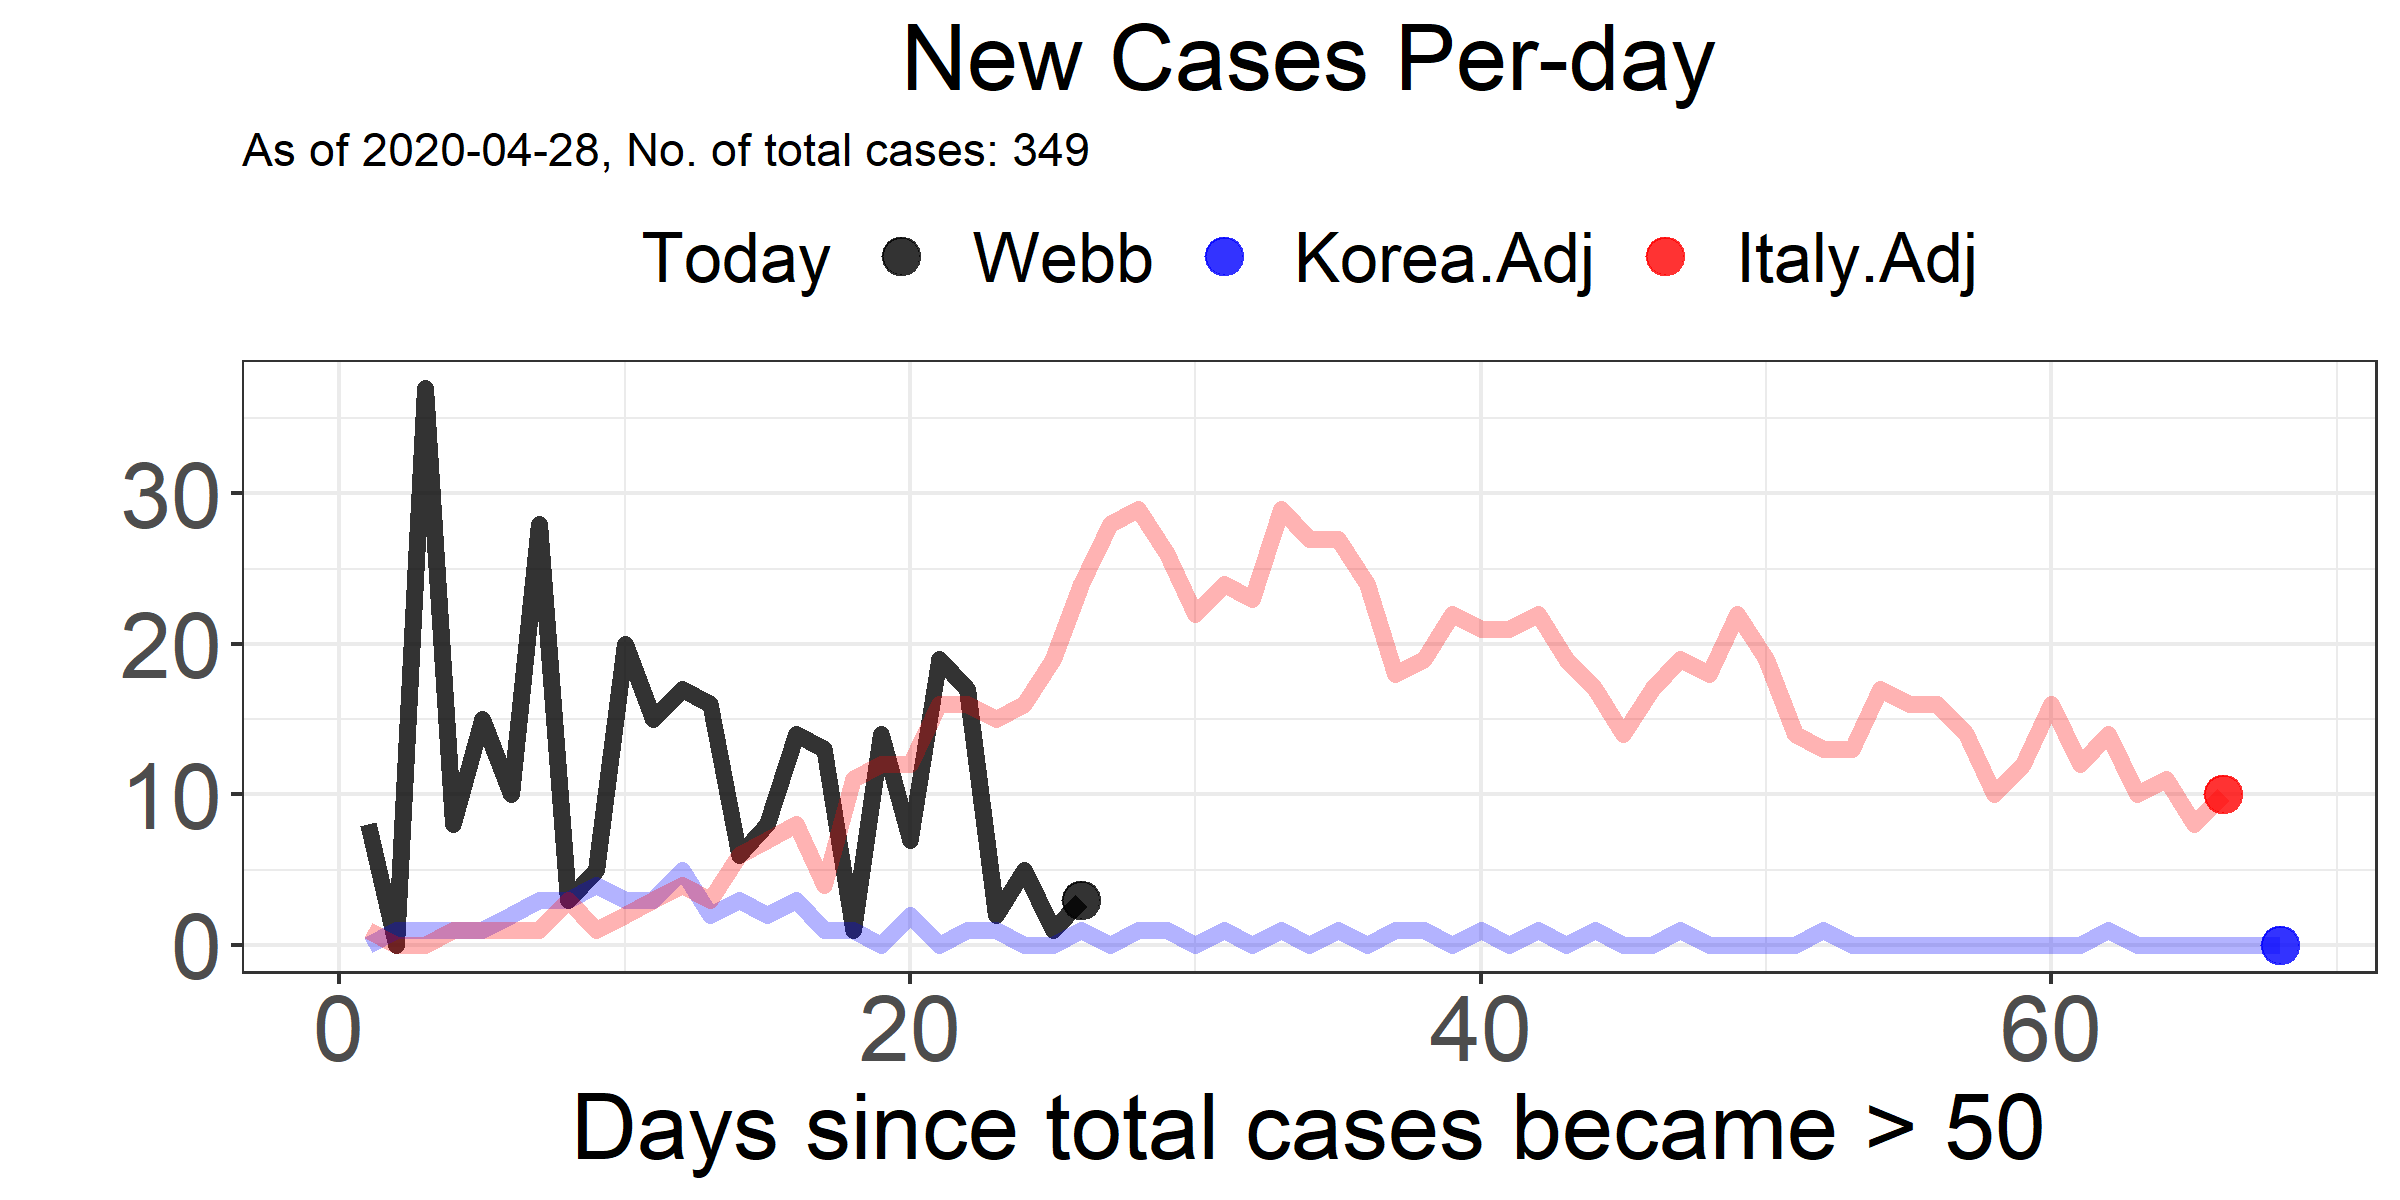 New Cases Per-day
As of 2020-04-28, No. of total cases: 349
Today Webb Korea.Adj Italy.Adj
30
20
10
0
0 20 40 60
Days since total cases became > 50